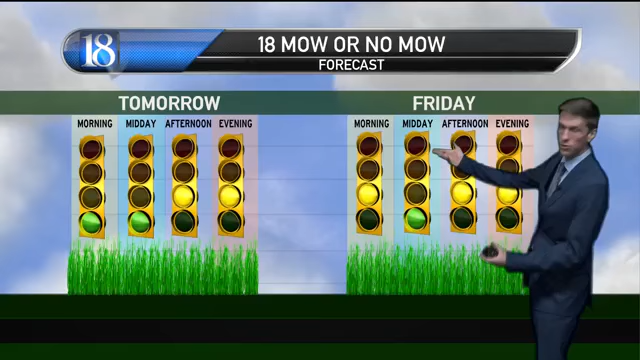 18
18 MOW OR NO MOW
FORECAST
TOMORROW
MORNING MIDDAY AFTERNOON EVENING
FRIDAY
MORNING MIDDAY AFTERNOON EVENING